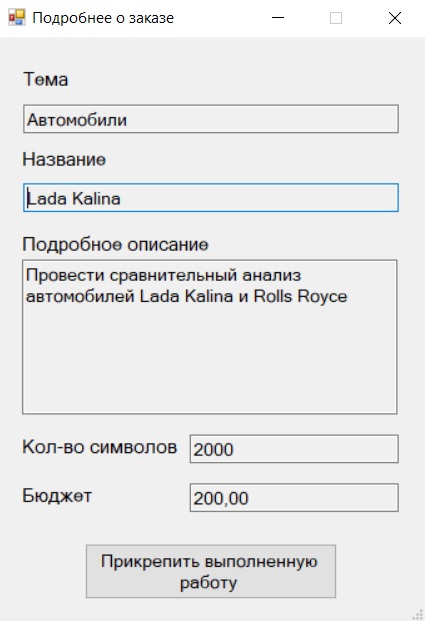 Подробнее о заказе
Тема
Автомобили
Название
Lada Kalina
Подробное описание
Провести сравнительный анализ
автомобилей Lada Kalina и Rolls Royce
Кол-во символов 2000
Бюджет 200,00
Прикрепить выполненную
работу